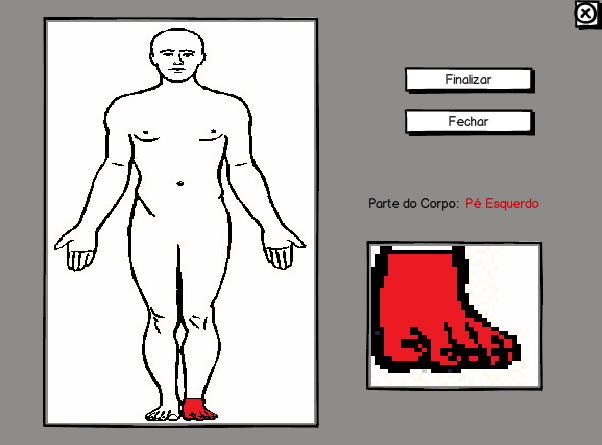 Finalizar
Fechar
Parte do Corpo: Pé Esquerdo